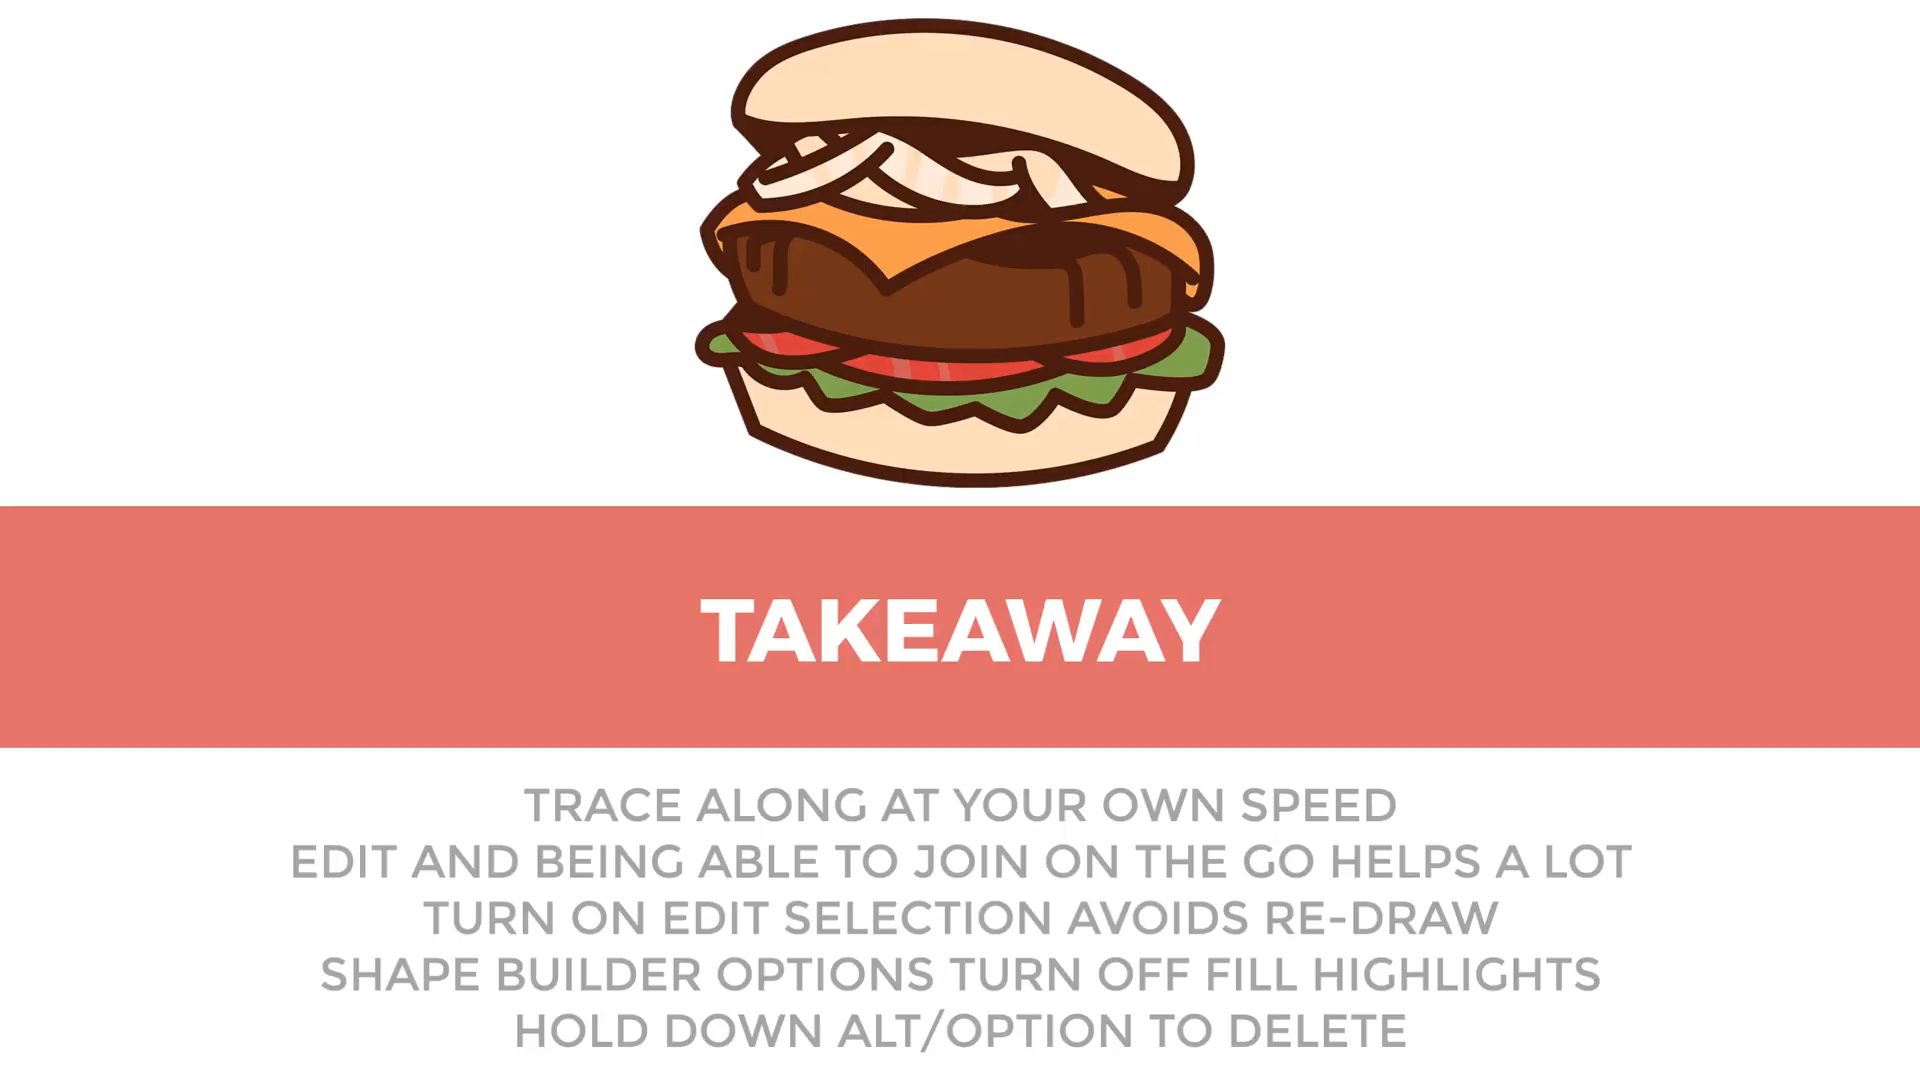 TAKEAWAY
TRACE ALONG AT YOUR OWN SPEED
EDIT AND BEING ABLE TO JOIN ON THE GO HELPS A LOT
TURN ON EDIT SELECTION AVOIDS RE-DRAW
SHAPE BUILDER OPTIONS TURN OFF FILL HIGHLIGHTS
HOLD DOWN ALT/OPTION TO DELETE